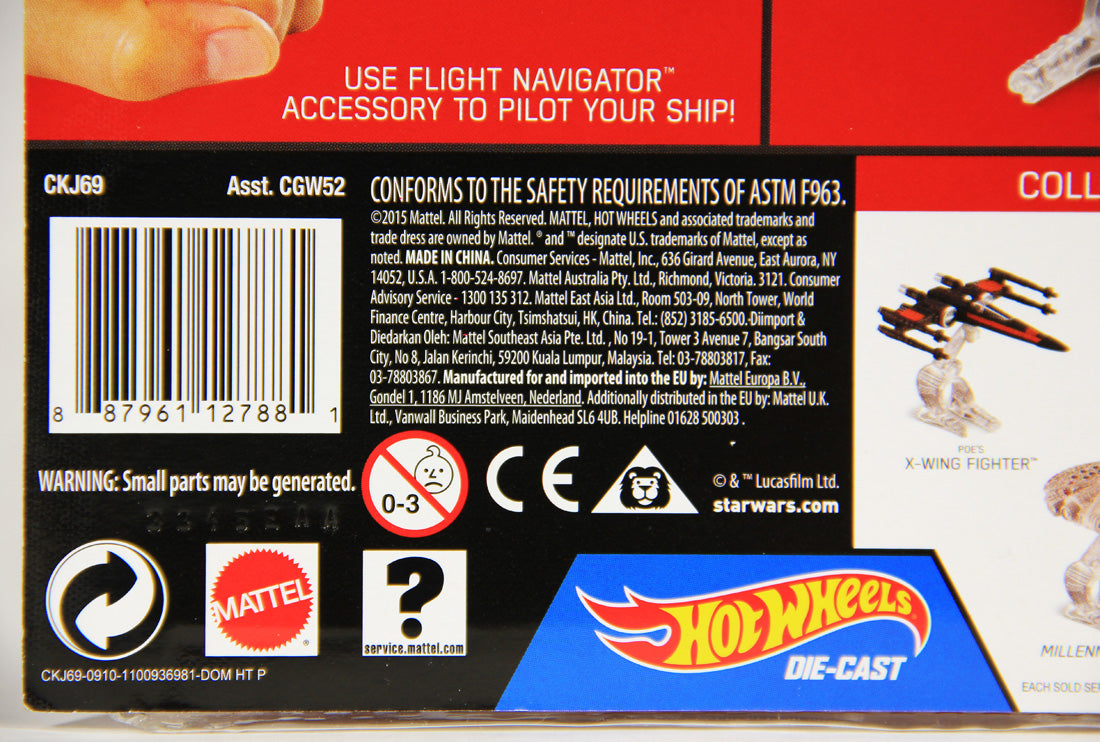 USE FLIGHT NAVIGATOR™
ACCESSORY TO PILOT YOUR SHIP!
CKJ69
Asst. CGW52
8 87961 12788 1
WARNING: Small parts may be generated.
CONFORMS TO THE SAFETY REQUIREMENTS OF ASTM F963.
©2015 Mattel. All Rights Reserved. MATTEL, HOT WHEELS and associated trademarks and
trade dress are owned by Mattel. ® and ™ designate U.S. trademarks of Mattel, except as
noted. MADE IN CHINA. Consumer Services - Mattel, Inc., 636 Girard Avenue, East Aurora, NY
14052, U.S.A. 1-800-524-8697. Mattel Australia Pty. Ltd., Richmond, Victoria. 3121. Consumer
Advisory Service - 1300 135 312. Mattel East Asia Ltd., Room 503-09, North Tower, World
Finance Centre, Harbour City, Tsimshatsui, HK, China. Tel.: (852) 3185-6500.-Diimport &
Diedarkan Oleh: Mattel Southeast Asia Pte. Ltd. , No 19-1, Tower 3 Avenue 7, Bangsar South
City, No 8, Jalan Kerinchi, 59200 Kuala Lumpur, Malaysia. Tel: 03-78803817, Fax:
03-78803867. Manufactured for and imported into the EU by: Mattel Europa B.V.,
Gondel 1, 1186 MJ Amstelveen, Nederland. Additionally distributed in the EU by: Mattel U.K.
Ltd., Vanwall Business Park, Maidenhead SL6 4UB. Helpline 01628 500303 .
0-3
CE
© & ™ Lucasfilm Ltd.
starwars.com
MATTEL
®
?
service.mattel.com
CKJ69-0910-1100936981-DOM HT P
HOT WHEELS
DIE-CAST
COLL
POE'S
X-WING FIGHTER™
MILLENN
EACH SOLD SE